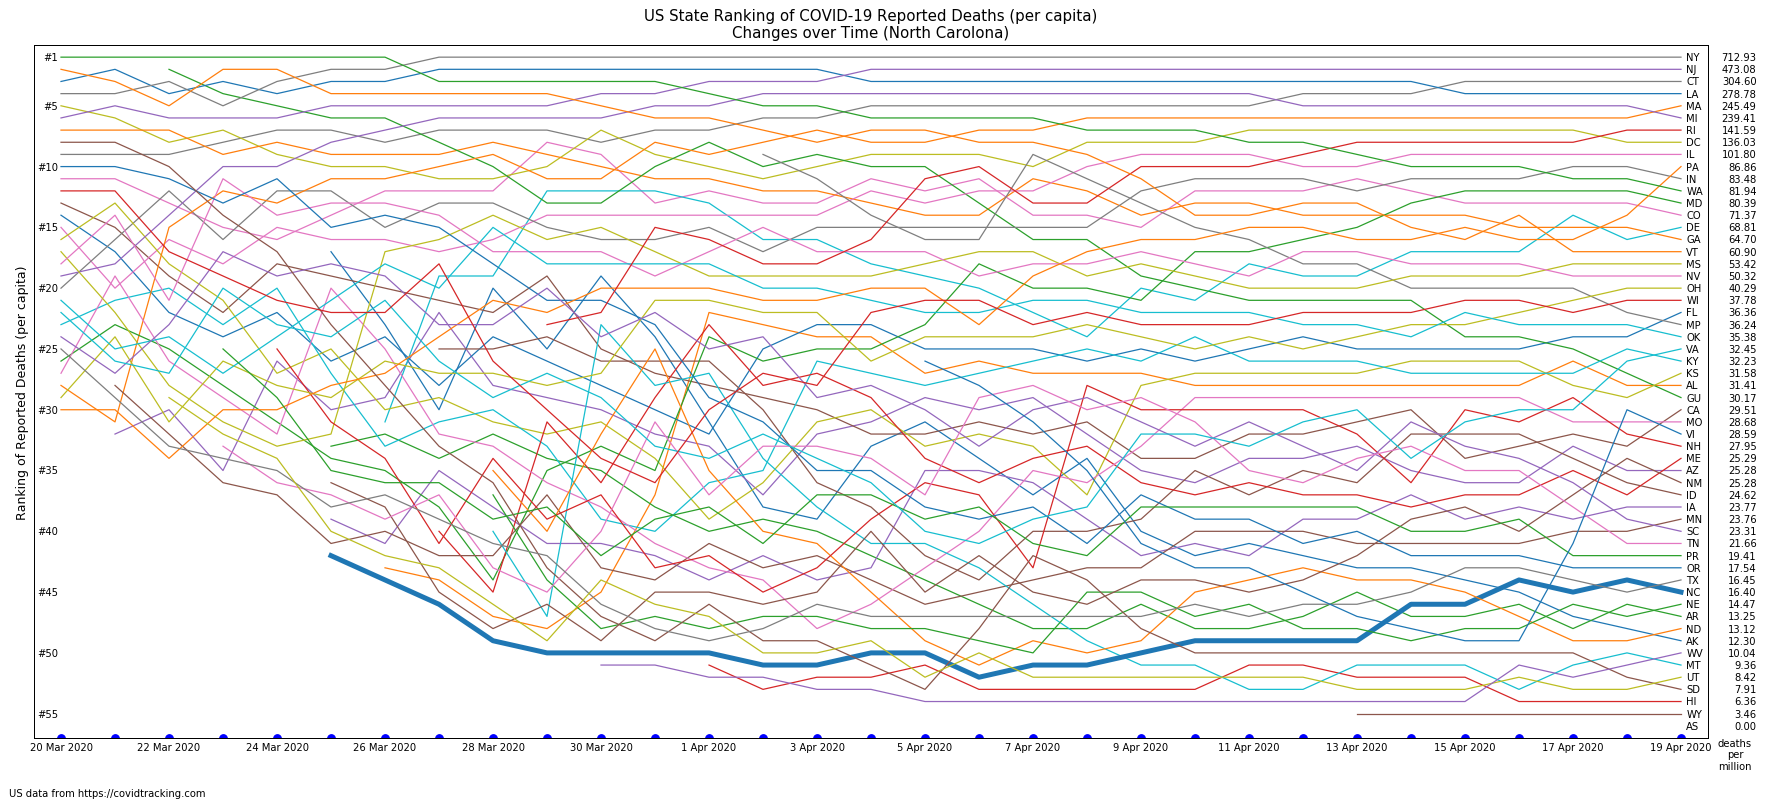 US State Ranking of COVID-19 Reported Deaths (per capita)
Changes over Time (North Carolona)
Ranking of Reported Deaths (per capita)
#1
#5
#10
#15
#20
#25
#30
#35
#40
#45
#50
#55
NY 712.93
NJ 473.08
CT 304.60
LA 278.78
MA 245.49
MI 239.41
RI 141.59
DC 136.03
IL 101.80
PA 86.86
IN 83.48
WA 81.94
MD 80.39
CO 71.37
DE 68.81
GA 64.70
VT 60.90
MS 53.42
NV 50.32
OH 40.29
WI 37.78
FL 36.36
MP 36.24
OK 35.38
VA 32.45
KY 32.23
KS 31.58
AL 31.41
GU 30.17
CA 29.51
MO 28.68
VI 28.59
NH 27.95
ME 25.29
AZ 25.28
NM 25.28
ID 24.62
IA 23.77
MN 23.76
SC 23.31
TN 21.66
PR 19.41
OR 17.54
TX 16.45
NC 16.40
NE 14.47
AR 13.25
ND 13.12
AK 12.30
WV 10.04
MT 9.36
UT 8.42
SD 7.91
HI 6.36
WY 3.46
AS 0.00
20 Mar 2020 22 Mar 2020 24 Mar 2020 26 Mar 2020 28 Mar 2020 30 Mar 2020 1 Apr 2020 3 Apr 2020 5 Apr 2020 7 Apr 2020 9 Apr 2020 11 Apr 2020 13 Apr 2020 15 Apr 2020 17 Apr 2020 19 Apr 2020
deaths
per
million
US data from https://covidtracking.com